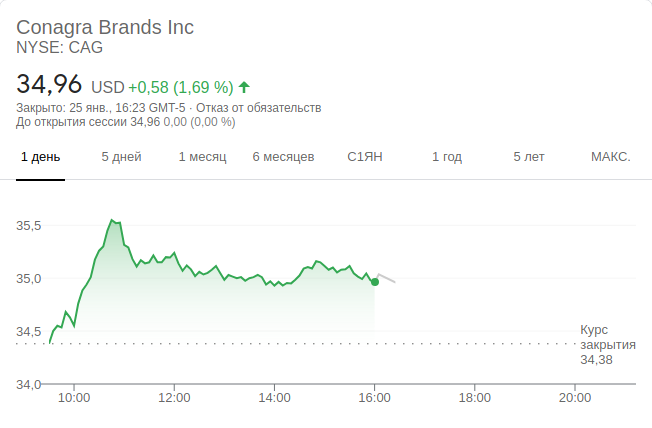 Conagra Brands Inc
NYSE: CAG
34,96 USD +0,58 (1,69 %)
Закрыто: 25 янв., 16:23 GMT-5 · Отказ от обязательств
До открытия сессии 34,96 0,00 (0,00 %)
1 день 5 дней 1 месяц 6 месяцев С1ЯН 1 год 5 лет МАКС.
35,5
35,0
34,5
Курс
закрытия
34,38
34,0
10:00 12:00 14:00 16:00 18:00 20:00